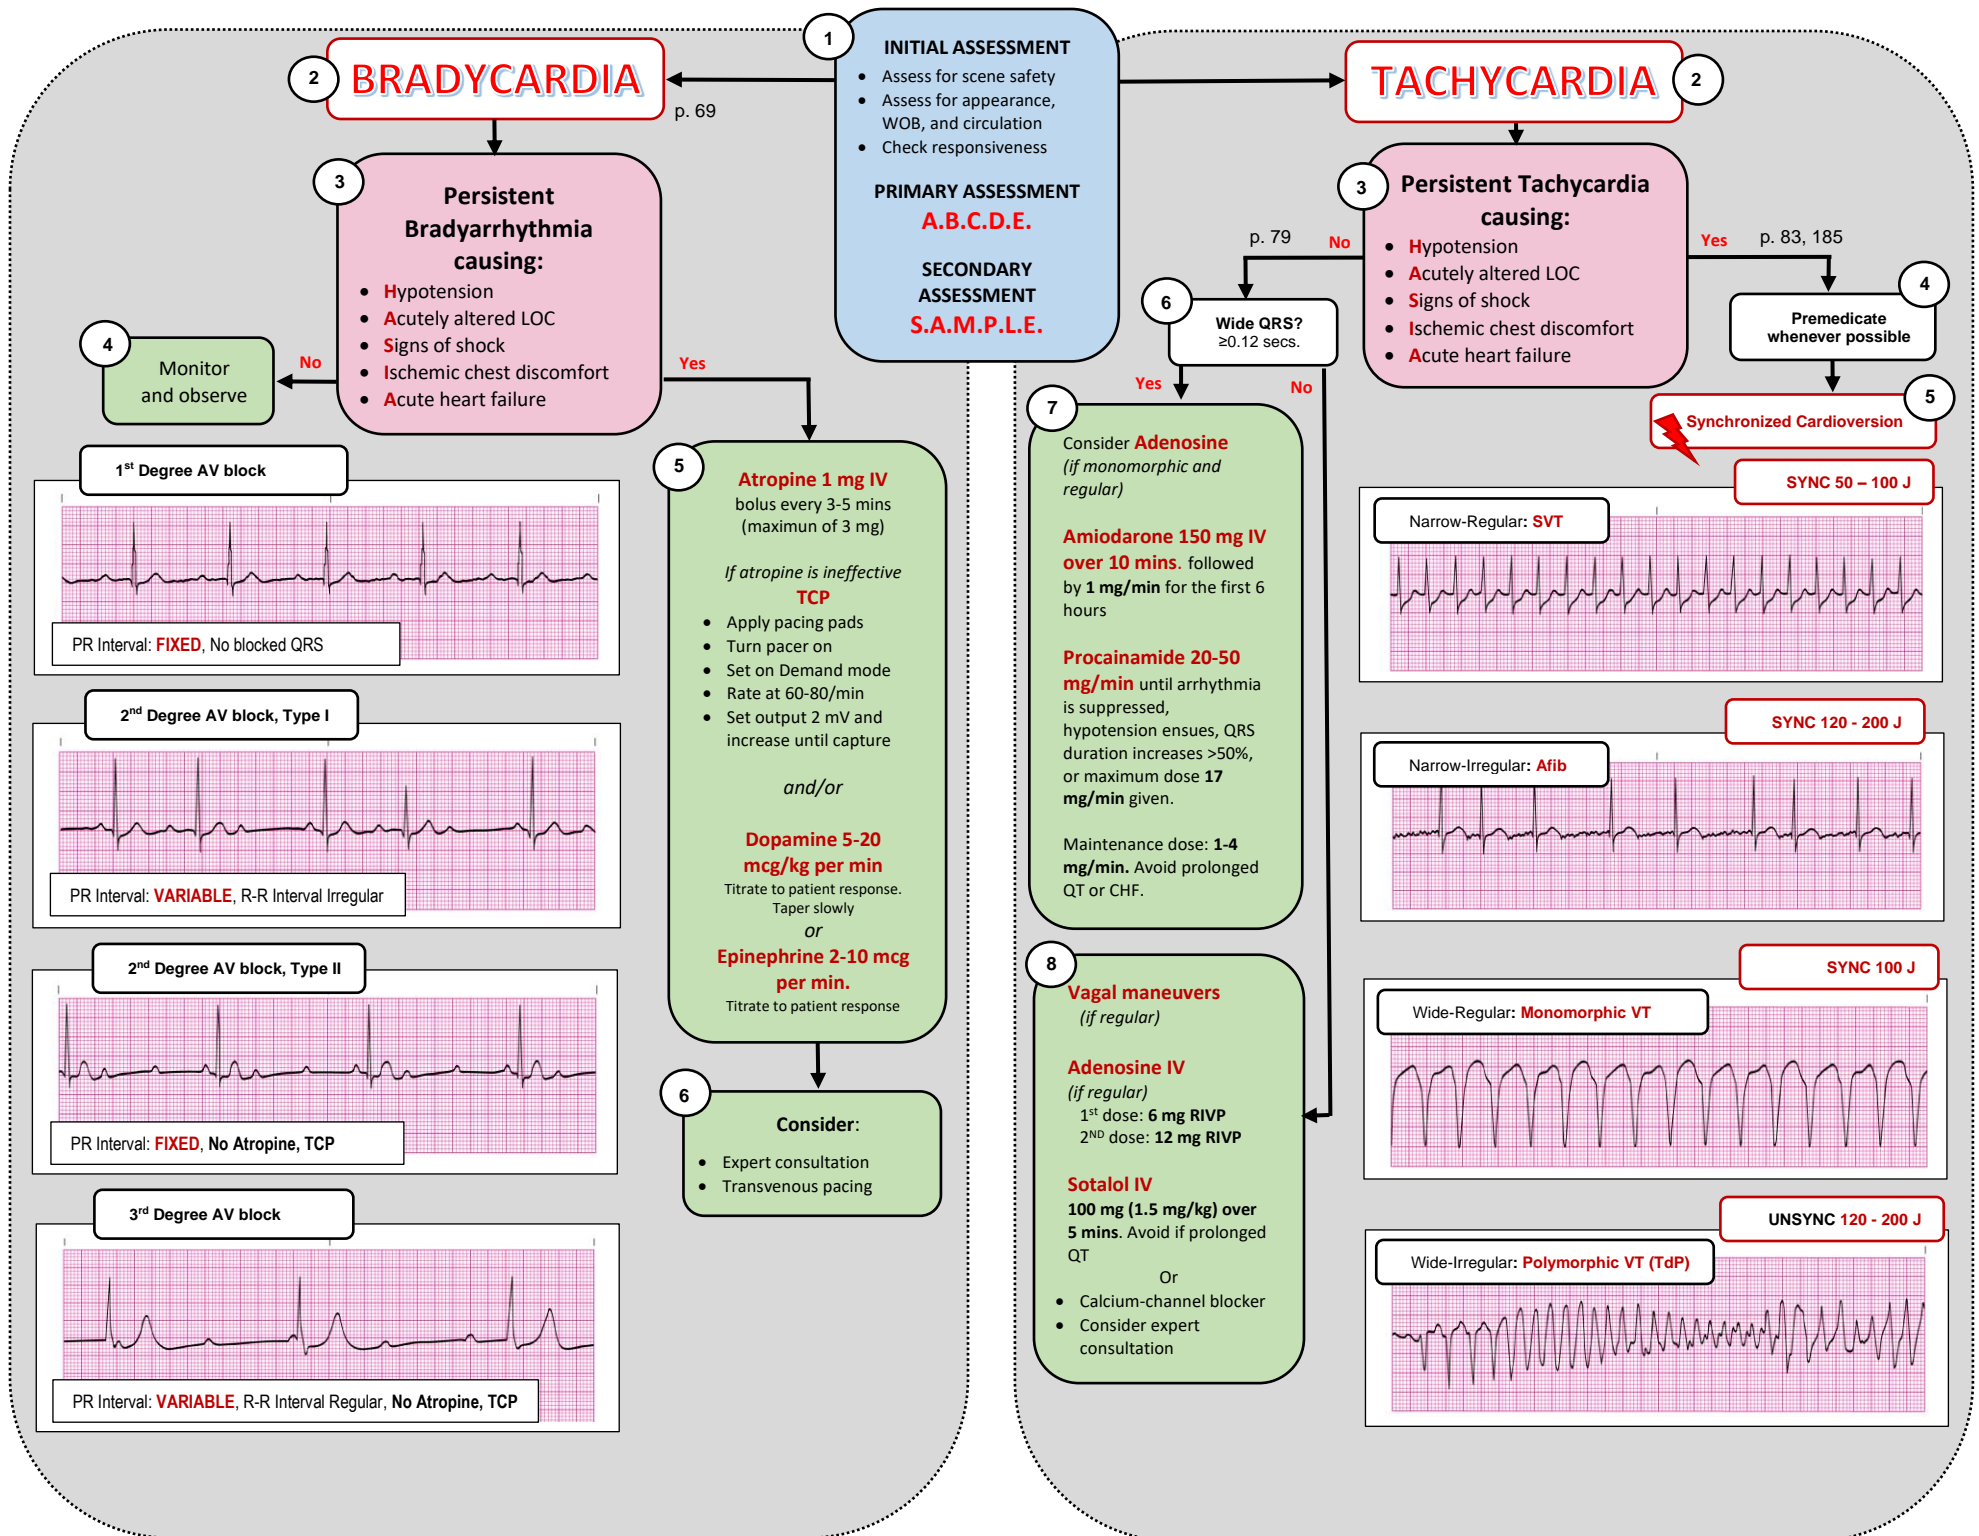 1
INITIAL ASSESSMENT
• Assess for scene safety
• Assess for appearance,
WOB, and circulation
• Check responsiveness
PRIMARY ASSESSMENT
A.B.C.D.E.
SECONDARY
ASSESSMENT
S.A.M.P.L.E.
2
BRADYCARDIA
p. 69
3
Persistent
Bradyarrhythmia
causing:
• Hypotension
• Acutely altered LOC
• Signs of shock
• Ischemic chest discomfort
• Acute heart failure
No
Yes
4
Monitor
and observe
5
Atropine 1 mg IV
bolus every 3-5 mins
(maximun of 3 mg)
If atropine is ineffective
TCP
• Apply pacing pads
• Turn pacer on
• Set on Demand mode
• Rate at 60-80/min
• Set output 2 mV and
increase until capture
and/or
Dopamine 5-20
mcg/kg per min
Titrate to patient response.
Taper slowly
or
Epinephrine 2-10 mcg
per min.
Titrate to patient response
6
Consider:
• Expert consultation
• Transvenous pacing
1st Degree AV block
PR Interval: FIXED, No blocked QRS
2nd Degree AV block, Type I
PR Interval: VARIABLE, R-R Interval Irregular
2nd Degree AV block, Type II
PR Interval: FIXED, No Atropine, TCP
3rd Degree AV block
PR Interval: VARIABLE, R-R Interval Regular, No Atropine, TCP
TACHYCARDIA
2
3
Persistent Tachycardia
causing:
• Hypotension
• Acutely altered LOC
• Signs of shock
• Ischemic chest discomfort
• Acute heart failure
p. 79
No
Yes
p. 83, 185
4
Premedicate
whenever possible
5
Synchronized Cardioversion
6
Wide QRS?
≥0.12 secs.
Yes
No
7
Consider Adenosine
(if monomorphic and
regular)
Amiodarone 150 mg IV
over 10 mins. followed
by 1 mg/min for the first 6
hours
Procainamide 20-50
mg/min until arrhythmia
is suppressed,
hypotension ensues, QRS
duration increases >50%,
or maximum dose 17
mg/min given.
Maintenance dose: 1-4
mg/min. Avoid prolonged
QT or CHF.
8
Vagal maneuvers
(if regular)
Adenosine IV
(if regular)
1st dose: 6 mg RIVP
2ND dose: 12 mg RIVP
Sotalol IV
100 mg (1.5 mg/kg) over
5 mins. Avoid if prolonged
QT
Or
• Calcium-channel blocker
• Consider expert
consultation
SYNC 50 – 100 J
Narrow-Regular: SVT
SYNC 120 - 200 J
Narrow-Irregular: Afib
SYNC 100 J
Wide-Regular: Monomorphic VT
UNSYNC 120 - 200 J
Wide-Irregular: Polymorphic VT (TdP)